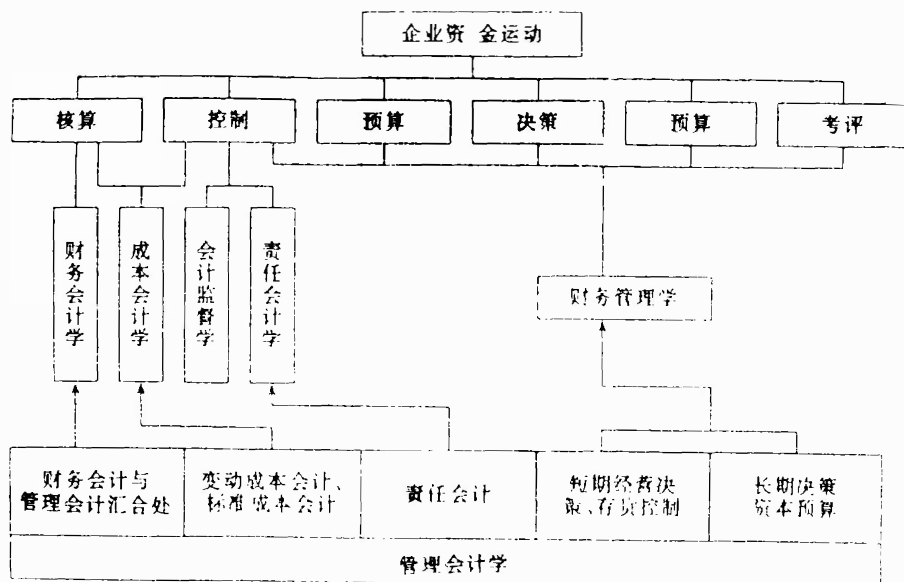 企业资 金运动
核算
控制
预算
决策
预算
考评
财务会计学
成本会计学
会计监督学
责任会计学
财务管理学
财务会计与
管理会计汇合处
变动成本会计、
标准成本会计
责任会计
短期经营决
策、存货控制
长期决策
资本预算
管理会计学